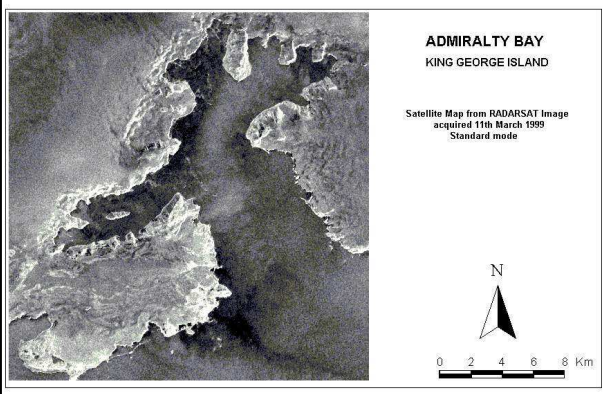 ADMIRALTY BAY
KING GEORGE ISLAND
Satellite Map from RADARSAT Image
acquired 11th March 1999
Standard mode
N
0 2 4 6 8 Km